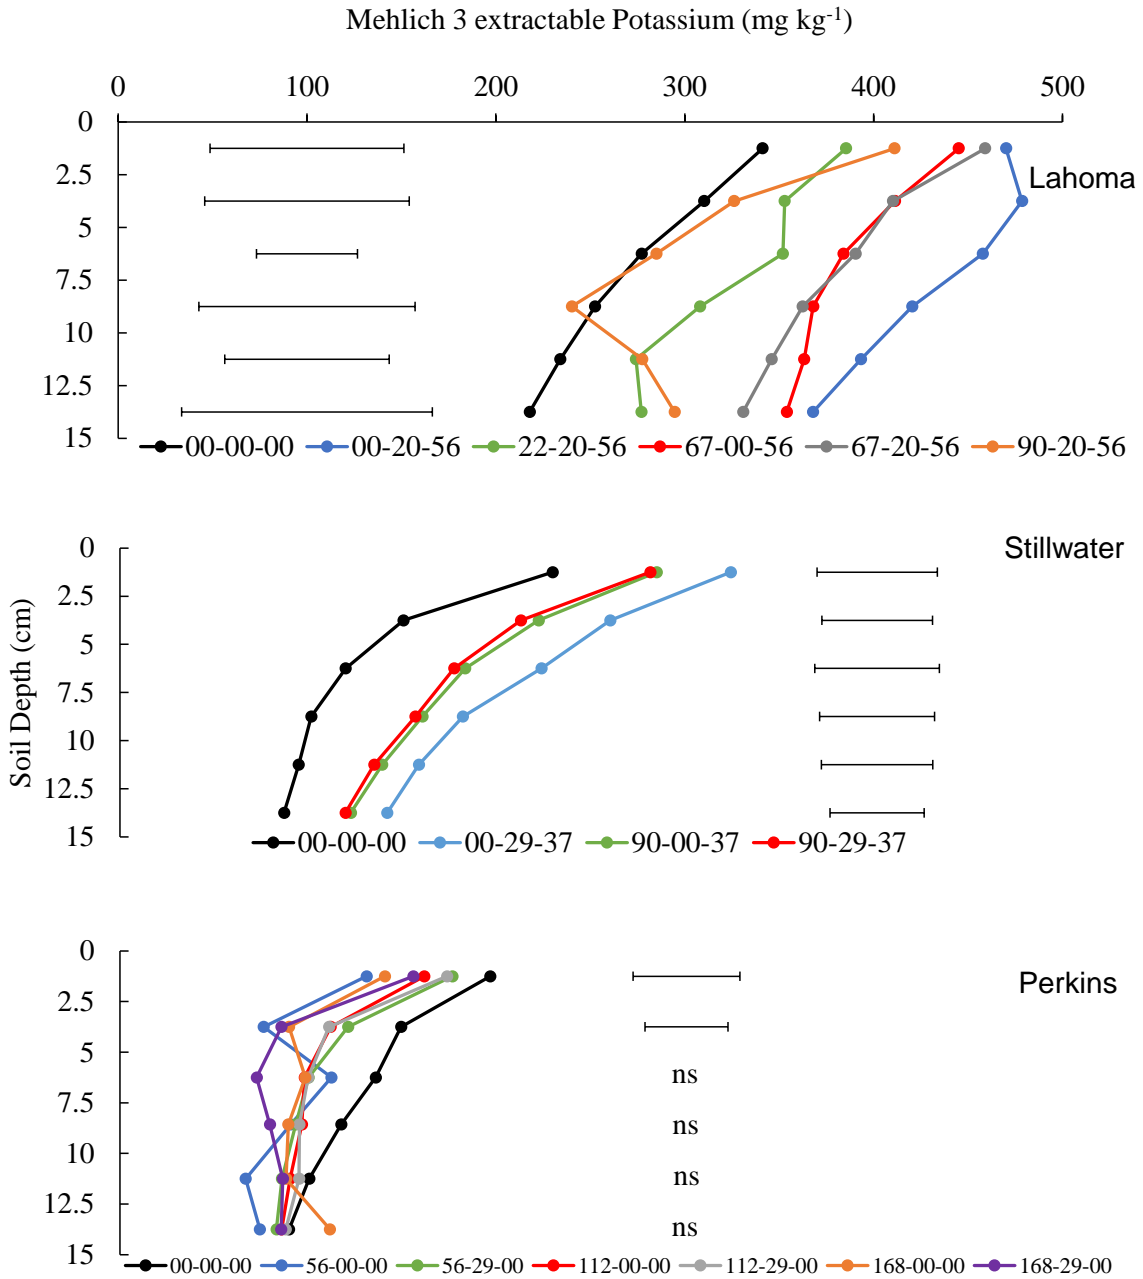 Mehlich 3 extractable Potassium (mg kg-1)
0 100 200 300 400 500
0
2.5
5
7.5
10
12.5
15
Lahoma
00-00-00 00-20-56 22-20-56 67-00-56 67-20-56 90-20-56
Soil Depth (cm)
0
2.5
5
7.5
10
12.5
15
Stillwater
00-00-00 00-29-37 90-00-37 90-29-37
0
2.5
5
7.5
10
12.5
15
Perkins
ns
ns
ns
ns
00-00-00 56-00-00 56-29-00 112-00-00 112-29-00 168-00-00 168-29-00